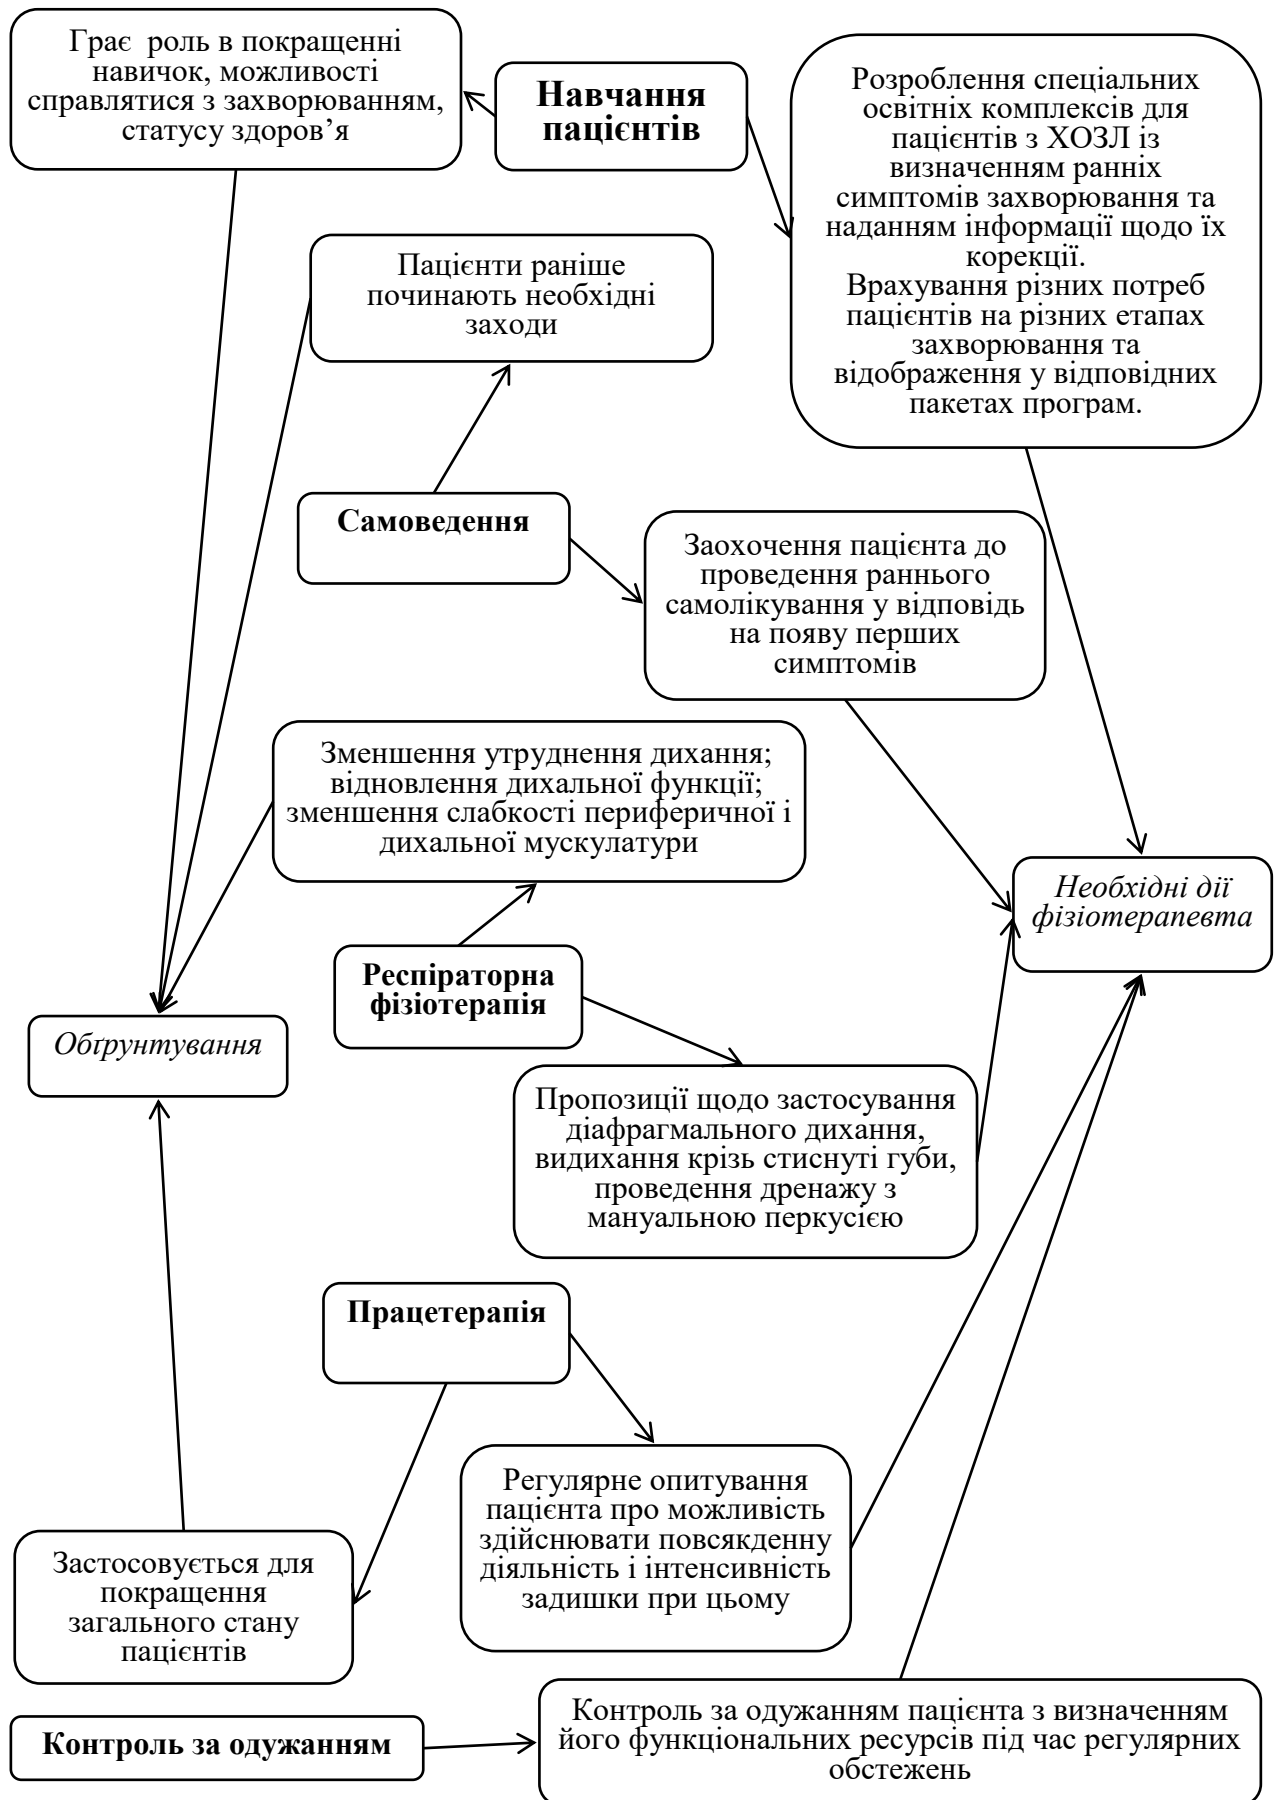 Грає роль в покращенні
навичок, можливості
справлятися з захворюванням,
статусу здоров’я
Навчання
пацієнтів
Розроблення спеціальних
освітніх комплексів для
пацієнтів з ХОЗЛ із
визначенням ранніх
симптомів захворювання та
наданням інформації щодо їх
корекції.
Врахування різних потреб
пацієнтів на різних етапах
захворювання та
відображення у відповідних
пакетах програм.
Пацієнти раніше
починають необхідні
заходи
Самоведення
Заохочення пацієнта до
проведення раннього
самолікування у відповідь
на появу перших
симптомів
Зменшення утруднення дихання;
відновлення дихальної функції;
зменшення слабкості периферичної і
дихальної мускулатури
Необхідні дії
фізіотерапевта
Респіраторна
фізіотерапія
Обґрунтування
Пропозиції щодо застосування
діафрагмального дихання,
видихання крізь стиснуті губи,
проведення дренажу з
мануальною перкусією
Працетерапія
Регулярне опитування
пацієнта про можливість
здійснювати повсякденну
діяльність і інтенсивність
задишки при цьому
Застосовується для
покращення
загального стану
пацієнтів
Контроль за одужанням
Контроль за одужанням пацієнта з визначенням
його функціональних ресурсів під час регулярних
обстежень